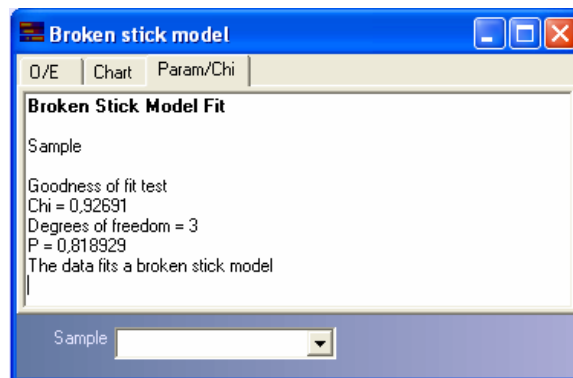 Broken stick model
O/E Chart Param/Chi
Broken Stick Model Fit
Sample
Goodness of fit test
Chi = 0,92691
Degrees of freedom = 3
P = 0,818929
The data fits a broken stick model
Sample